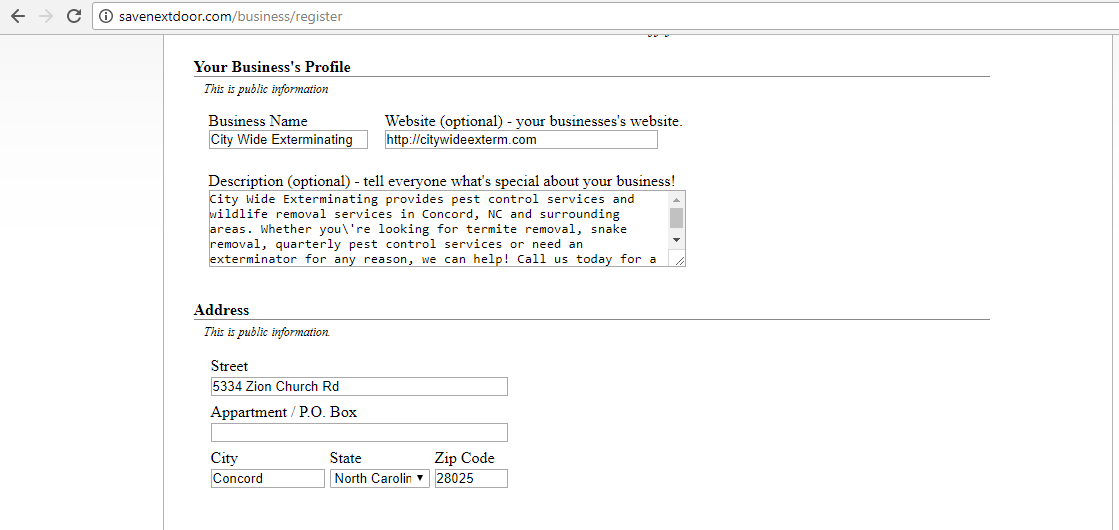 savenextdoor.com/business/register
Your Business's Profile
This is public information
Business Name Website (optional) - your businesses's website.
City Wide Exterminating http://citywideexterm.com
Description (optional) - tell everyone what's special about your business!
City Wide Exterminating provides pest control services and
wildlife removal services in Concord, NC and surrounding
areas. Whether you\'re looking for termite removal, snake
removal, quarterly pest control services or need an
exterminator for any reason, we can help! Call us today for a
Address
This is public information.
Street
5334 Zion Church Rd
Appartment / P.O. Box
City State Zip Code
Concord North Carolin 28025